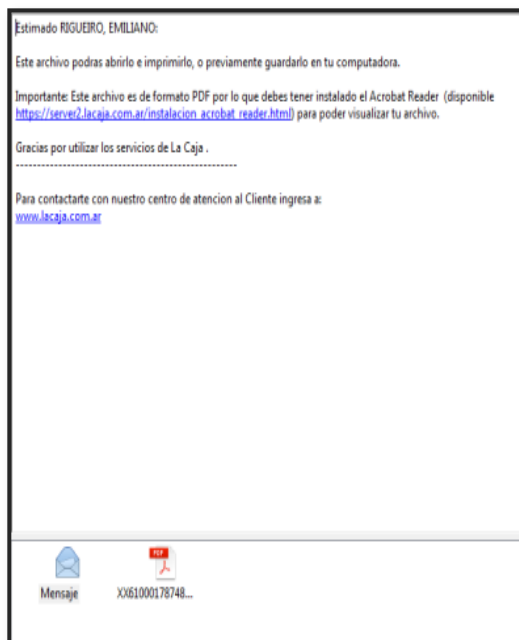 Estimado RIGUEIRO, EMILIANO:
Este archivo podras abrirlo e imprimirlo, o previamente guardarlo en tu computadora.
Importante: Este archivo es de formato PDF por lo que debes tener instalado el Acrobat Reader (disponible
https://server2.lacaja.com.ar/instalacion_acrobat_reader.html) para poder visualizar tu archivo.
Gracias por utilizar los servicios de La Caja .
-----------------------------------------------------
Para contactarte con nuestro centro de atencion al Cliente ingresa a:
www.lacaja.com.ar
PDF
Mensaje XX61000178748...